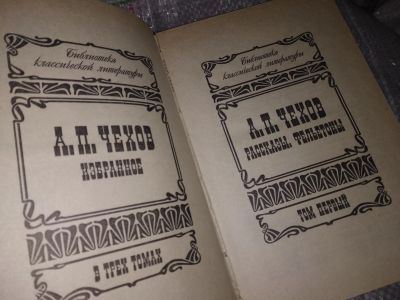 Библиотека
классической литературы
А.П. ЧЕХОВ
ИЗБРАННОЕ
В ТРЕХ ТОМАХ
Библиотека
классической литературы
А.П. ЧЕХОВ
РАССКАЗЫ. ФЕЛЬЕТОНЫ
ТОМ ПЕРВЫЙ